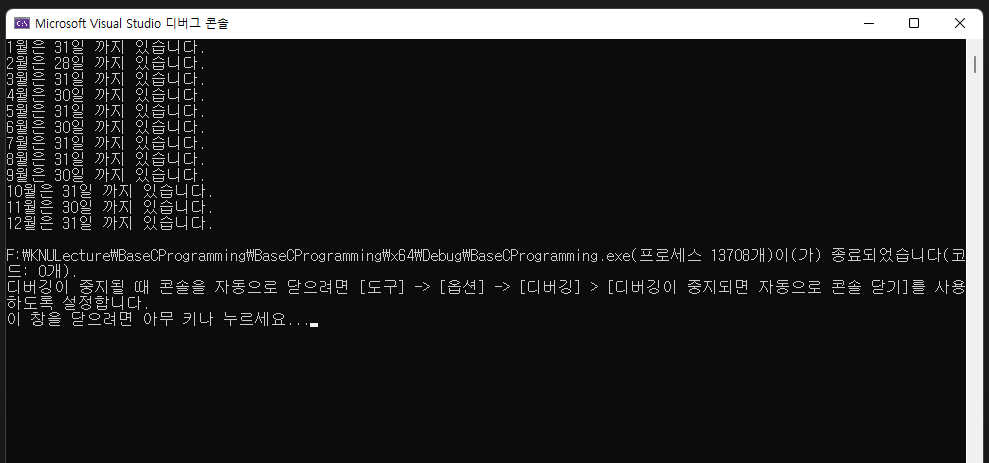 Microsoft Visual Studio 디버그 콘솔
1월은 31일 까지 있습니다.
2월은 28일 까지 있습니다.
3월은 31일 까지 있습니다.
4월은 30일 까지 있습니다.
5월은 31일 까지 있습니다.
6월은 30일 까지 있습니다.
7월은 31일 까지 있습니다.
8월은 31일 까지 있습니다.
9월은 30일 까지 있습니다.
10월은 31일 까지 있습니다.
11월은 30일 까지 있습니다.
12월은 31일 까지 있습니다.
F:₩KNULecture₩BaseCProgramming₩BaseCProgramming₩x64₩Debug₩BaseCProgramming.exe(프로세스 13708개)이(가) 종료되었습니다(코
드: 0개).
디버깅이 중지될 때 콘솔을 자동으로 닫으려면 [도구] -> [옵션] -> [디버깅] > [디버깅이 중지되면 자동으로 콘솔 닫기]를 사용
하도록 설정합니다.
이 창을 닫으려면 아무 키나 누르세요...